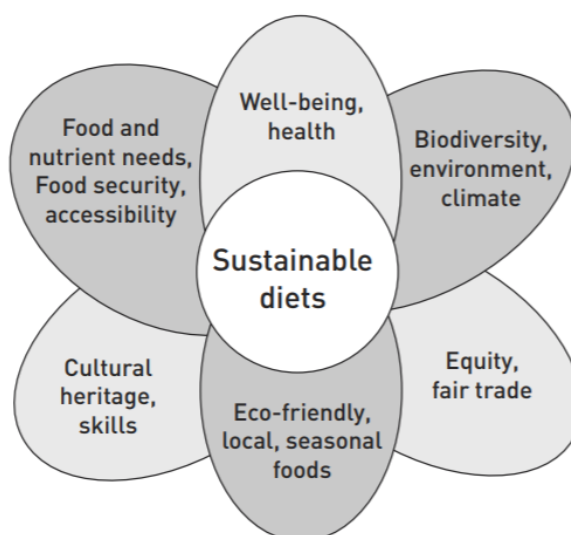 Well-being,
health
Food and
nutrient needs,
Food security,
accessibility
Biodiversity,
environment,
climate
Sustainable
diets
Cultural
heritage,
skills
Eco-friendly,
local, seasonal
foods
Equity,
fair trade